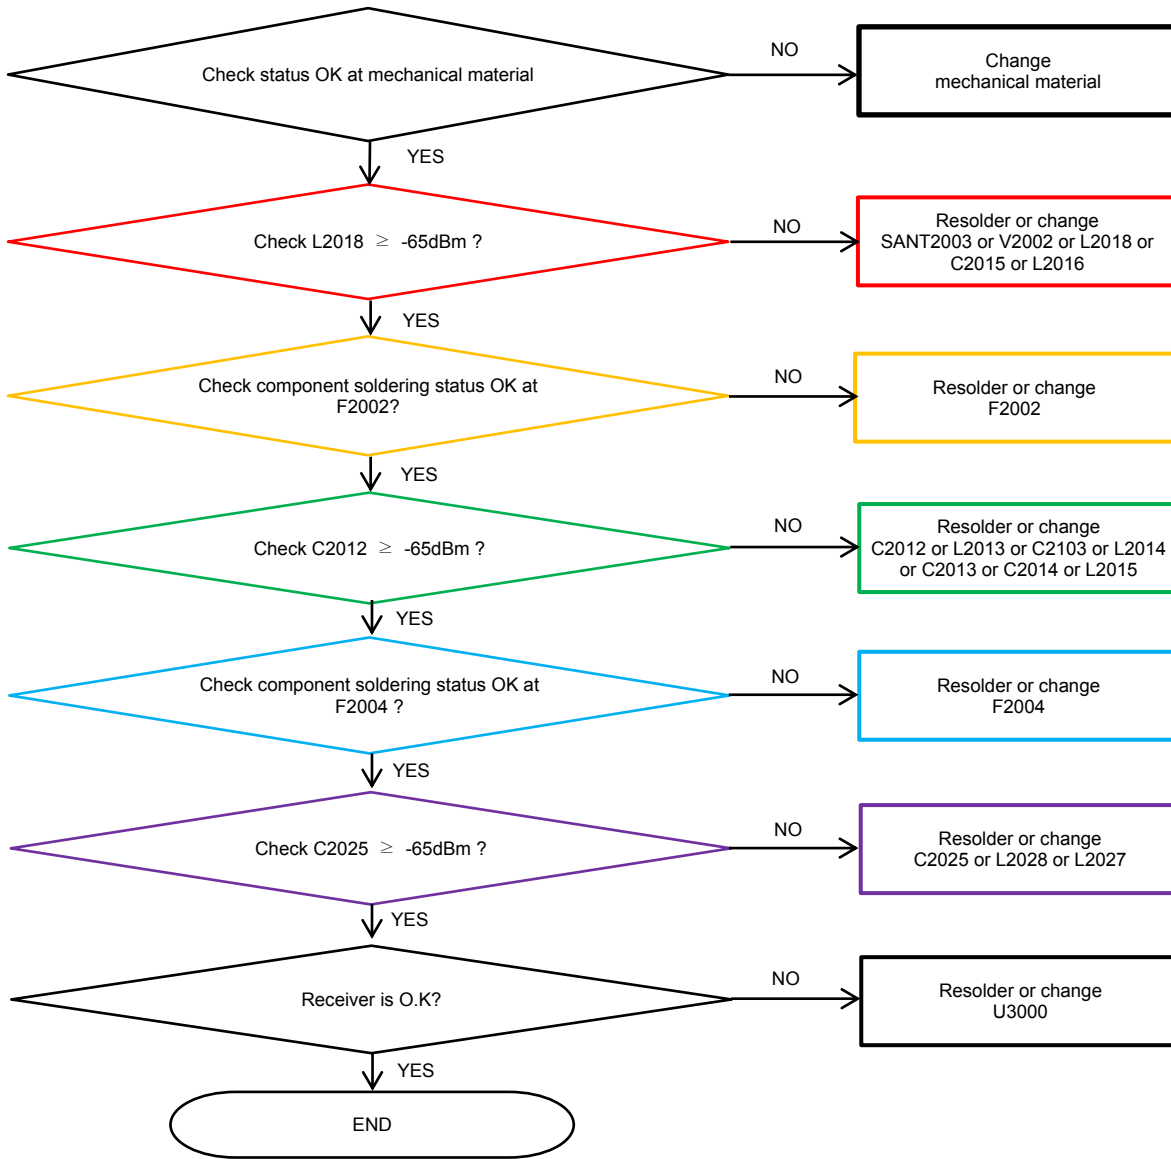 Check status OK at mechanical material
NO
Change
mechanical material
YES
Check L2018 ≥ -65dBm ?
NO
Resolder or change
SANT2003 or V2002 or L2018 or
C2015 or L2016
YES
Check component soldering status OK at
F2002?
NO
Resolder or change
F2002
YES
Check C2012 ≥ -65dBm ?
NO
Resolder or change
C2012 or L2013 or C2103 or L2014
or C2013 or C2014 or L2015
YES
Check component soldering status OK at
F2004 ?
NO
Resolder or change
F2004
YES
Check C2025 ≥ -65dBm ?
NO
Resolder or change
C2025 or L2028 or L2027
YES
Receiver is O.K?
NO
Resolder or change
U3000
YES
END